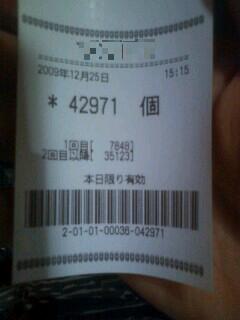 2009年12月25日 15:15
* 42971 個
1回目[ 7848]
2回目以降[ 35123]
本日限り有効
2-01-01-00036-042971